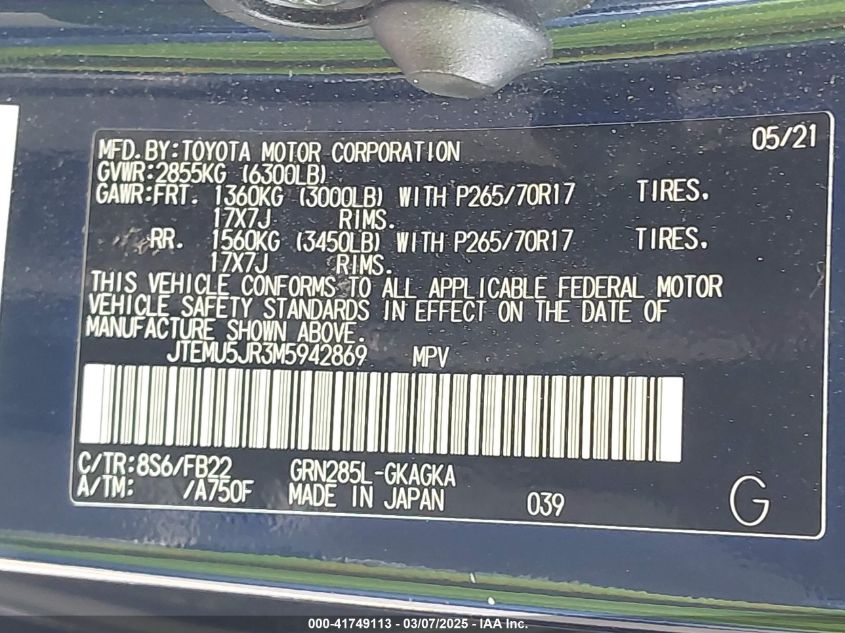 05/21
MFD. BY: TOYOTA MOTOR CORPORATION
GVWR: 2855KG (6300LB)
GAWR: FRT. 1360KG (3000LB) WITH P265/70R17 TIRES.
17X7J RIMS.
RR. 1560KG (3450LB) WITH P265/70R17 TIRES.
17X7J RIMS.
THIS VEHICLE CONFORMS TO ALL APPLICABLE FEDERAL MOTOR
VEHICLE SAFETY STANDARDS IN EFFECT ON THE DATE OF
MANUFACTURE SHOWN ABOVE.
JTEMU5JR3M5942869 MPV
C/TR: 8S6/FB22 GRN285L-GKAGKA
A/TM: /A750F MADE IN JAPAN 039 G
000-41749113 - 03/07/2025 - IAA Inc.